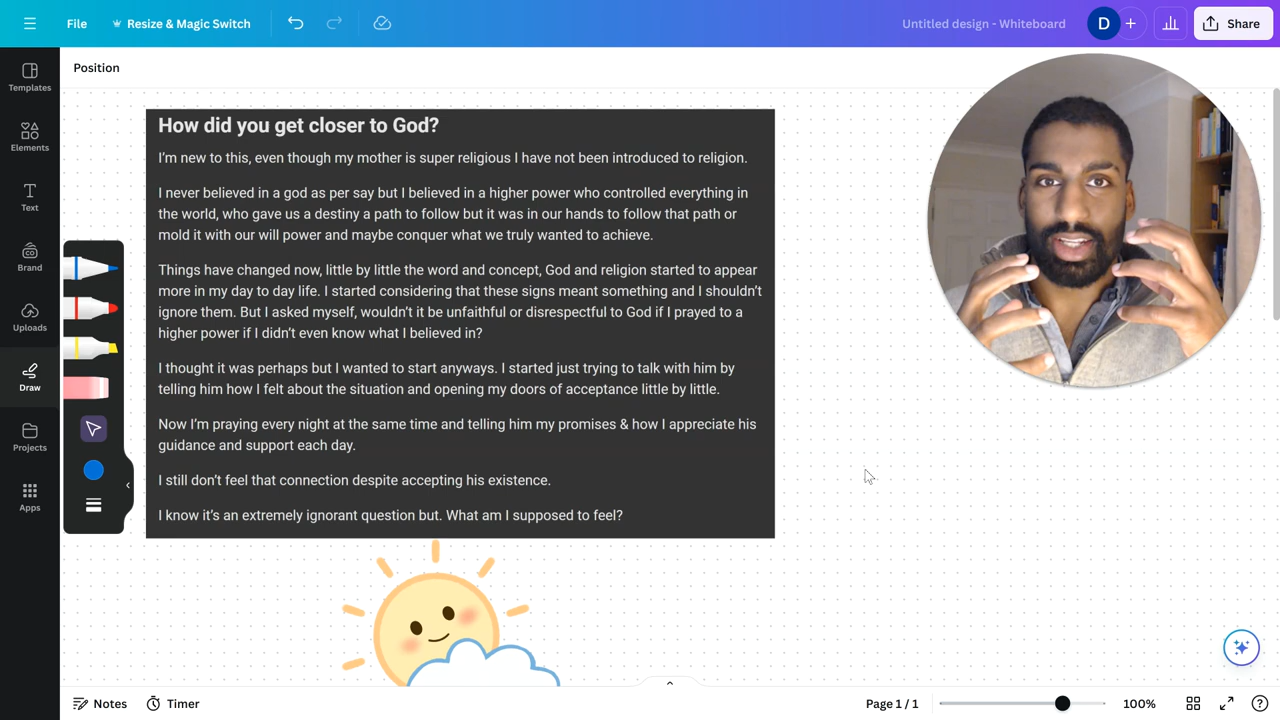 File
Resize & Magic Switch
Untitled design - Whiteboard
D
+
Share
Position
Templates
Elements
Text
CO
Brand
Uploads
Draw
Projects
Apps
How did you get closer to God?
I'm new to this, even though my mother is super religious I have not been introduced to religion.
I never believed in a god as per say but I believed in a higher power who controlled everything in
the world, who gave us a destiny a path to follow but it was in our hands to follow that path or
mold it with our will power and maybe conquer what we truly wanted to achieve.
Things have changed now, little by little the word and concept, God and religion started to appear
more in my day to day life. I started considering that these signs meant something and I shouldn't
ignore them. But I asked myself, wouldn't it be unfaithful or disrespectful to God if I prayed to a
higher power if I didn't even know what I believed in?
I thought it was perhaps but I wanted to start anyways. I started just trying to talk with him by
telling him how I felt about the situation and opening my doors of acceptance little by little.
Now I'm praying every night at the same time and telling him my promises & how I appreciate his
guidance and support each day.
I still don't feel that connection despite accepting his existence.
I know it's an extremely ignorant question but. What am I supposed to feel?
Notes
Timer
Page 1 / 1
100%
?